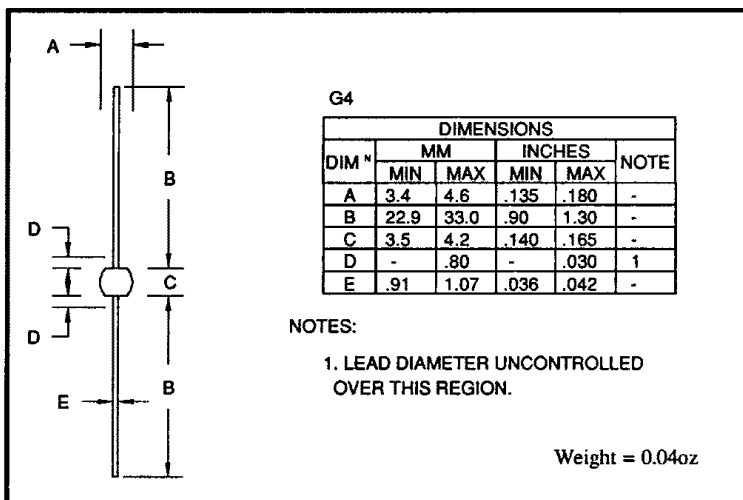 A
B
D
C
D
B
E
G4
DIMENSIONS
DIM N MM INCHES NOTE
MIN MAX MIN MAX
A 3.4 4.6 .135 .180 -
B 22.9 33.0 .90 1.30 -
C 3.5 4.2 .140 .165 -
D - .80 - .030 1
E .91 1.07 .036 .042 -
NOTES:
1. LEAD DIAMETER UNCONTROLLED
OVER THIS REGION.
Weight = 0.04oz